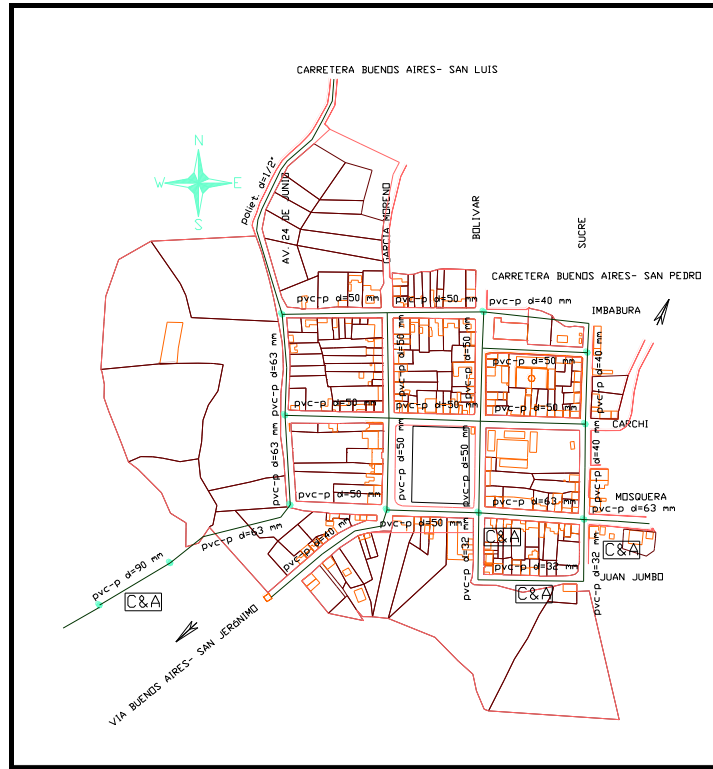 CARRETERA BUENOS AIRES- SAN LUIS
N
W
E
S
poliet. d=1/2"
AV. 24 DE JUNIO
GARCIA MORENO
BOLIVAR
SUCRE
CARRETERA BUENOS AIRES- SAN PEDRO
pvc-p d=50 mm
pvc-p d=50 mm
pvc-p d=40 mm
IMBABURA
pvc-p d=63 mm
pvc-p d=50 mm
pvc-p d=50 mm
pvc-p d=50 mm
pvc-p d=40 mm
pvc-p d=50 mm
pvc-p d=50 mm
pvc-p d=50 mm
CARCHI
pvc-p d=63 mm
pvc-p d=50 mm
pvc-p d=50 mm
pvc-p d=40 mm
pvc-p d=50 mm
pvc-p d=63 mm
MOSQUERA
pvc-p d=63 mm
pvc-p d=63 mm
pvc-p d=40 mm
pvc-p d=50 mm
pvc-p d=32 mm
C&A
C&A
pvc-p d=32 mm
pvc-p d=32 mm
JUAN JUMBO
pvc-p d=90 mm
C&A
C&A
VIA BUENOS AIRES- SAN JERóNIMO